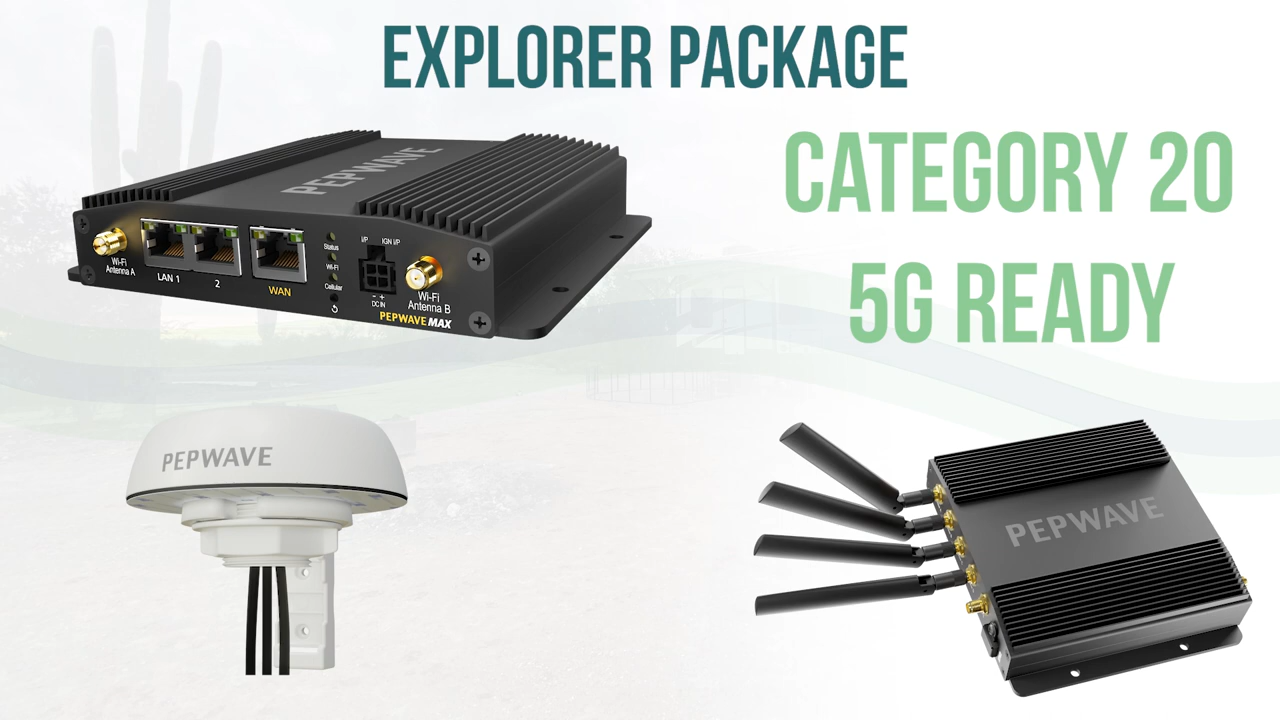 EXPLORER PACKAGE
CATEGORY 20
5G READY
PEPWAVE
Wi-Fi
Antenna A
LAN 1
2
WAN
Status
Wi-Fi
Cellular
I/P
IGN I/P
- +
DC IN
Wi-Fi
Antenna B
PEPWAVE MAX
PEPWAVE
PEPWAVE